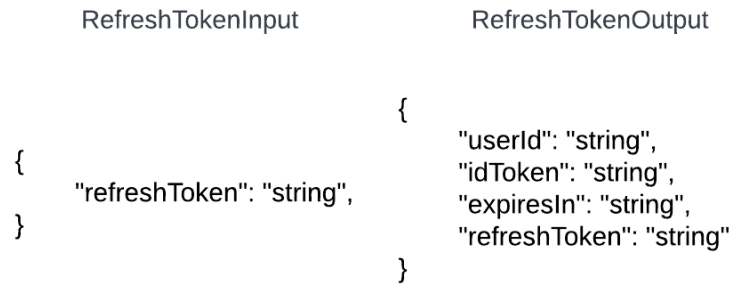 RefreshTokenInput
{
"refreshToken": "string",
}
RefreshTokenOutput
{
"userId": "string",
"idToken": "string",
"expiresIn": "string",
"refreshToken": "string"
}